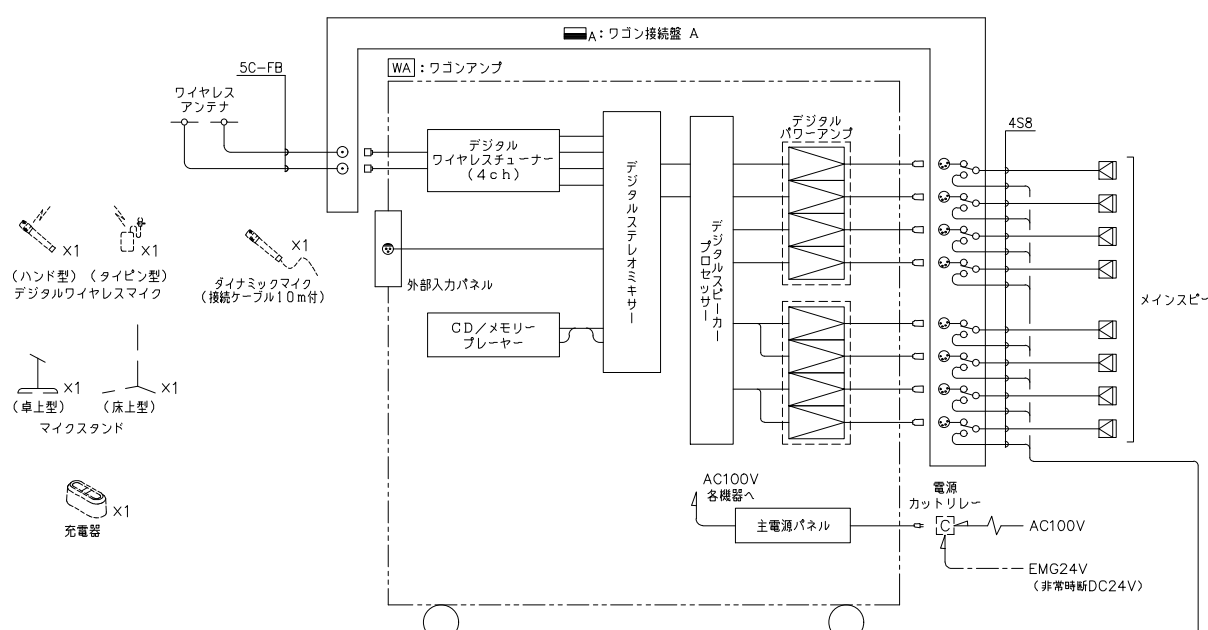 A:ワゴン接続盤 A
WA:ワゴンアンプ
5C-FB
ワイヤレス
アンテナ
デジタル
ワイヤレスチューナー
(4ch)
デジタルステレオミキサー
デジタルスピーカー
プロセッサー
デジタル
パワーアンプ
4S8
×1
×1
×1
(ハンド型)
(タイピン型)
デジタルワイヤレスマイク
ダイナミックマイク
(接続ケーブル10m付)
外部入力パネル
メインスピー
CD/メモリー
プレーヤー
×1
×1
(卓上型)
(床上型)
マイクスタンド
×1
充電器
AC100V
各機器へ
主電源パネル
電源
カットリレー
C
AC100V
EMG24V
(非常時断DC24V)